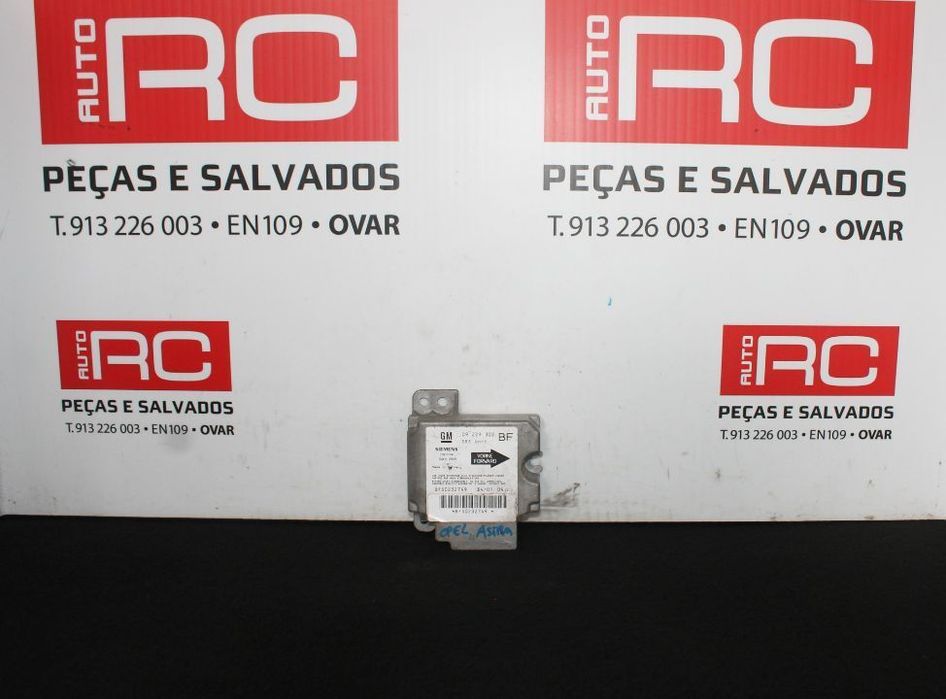 AUTO RC
PEÇAS E SALVADOS
T. 913 226 003 • EN109 • OVAR
AUTO RC
PEÇAS E SALVADOS
T. 913 226 003 • EN109 • OVAR
AUTO RC
PEÇAS E SALVADOS
T. 913 226 003 • EN109 • OVAR
AUTO RC
PEÇAS E SALVADOS
T. 913 226 003 • EN109 • OVAR
GM BF
SIEMENS
VORNE
FORWARD
OPEL ASTRA